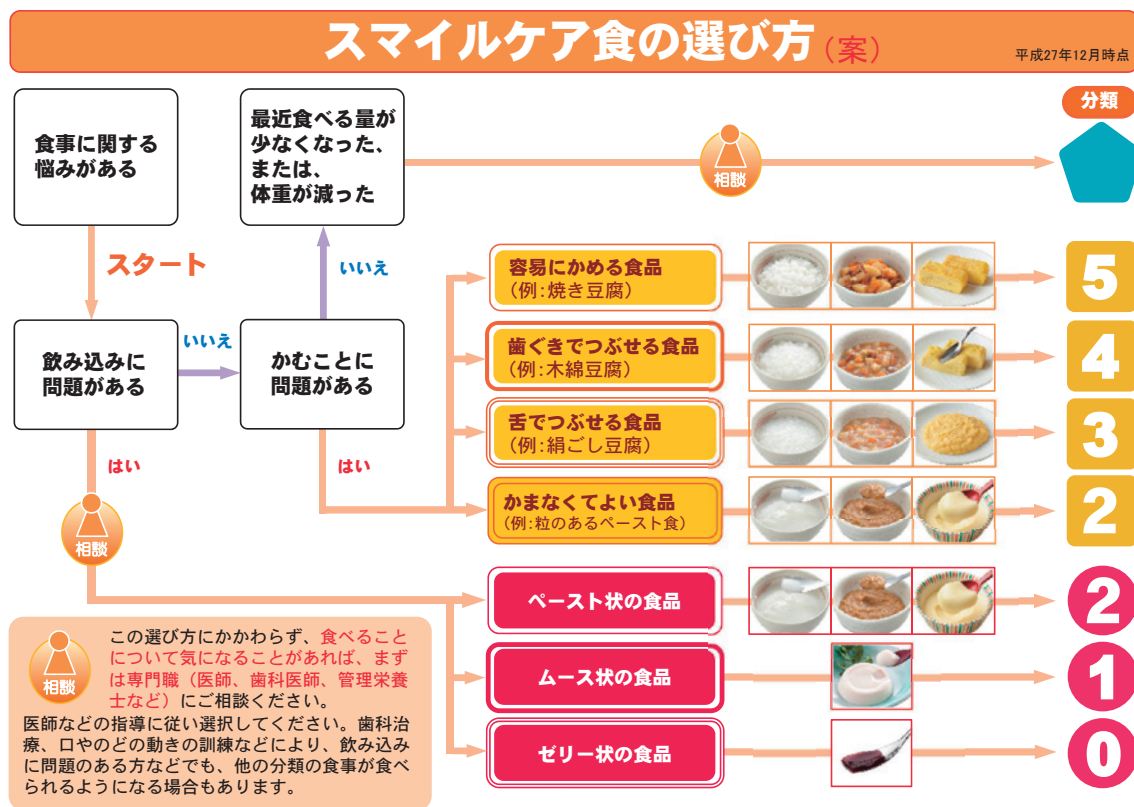 スマイルケア食の選び方(案)
平成27年12月時点
食事に関する
悩みがある
最近食べる量が
少なくなった、
または、
体重が減った
相談
分類
スタート
いいえ
容易にかめる食品
(例:焼き豆腐)
5
飲み込みに
問題がある
いいえ
かむことに
問題がある
歯ぐきでつぶせる食品
(例:木綿豆腐)
4
舌でつぶせる食品
(例:絹ごし豆腐)
3
はい
はい
かまなくてよい食品
(例:粒のあるペースト食)
2
相談
ペースト状の食品
2
ムース状の食品
1
ゼリー状の食品
0
相談
この選び方にかかわらず、食べること
について気になることがあれば、まず
は専門職(医師、歯科医師、管理栄養
士など)にご相談ください。
医師などの指導に従い選択してください。歯科治
療、口やのどの動きの訓練などにより、飲み込み
に問題のある方などでも、他の分類の食事が食べ
られるようになる場合もあります。